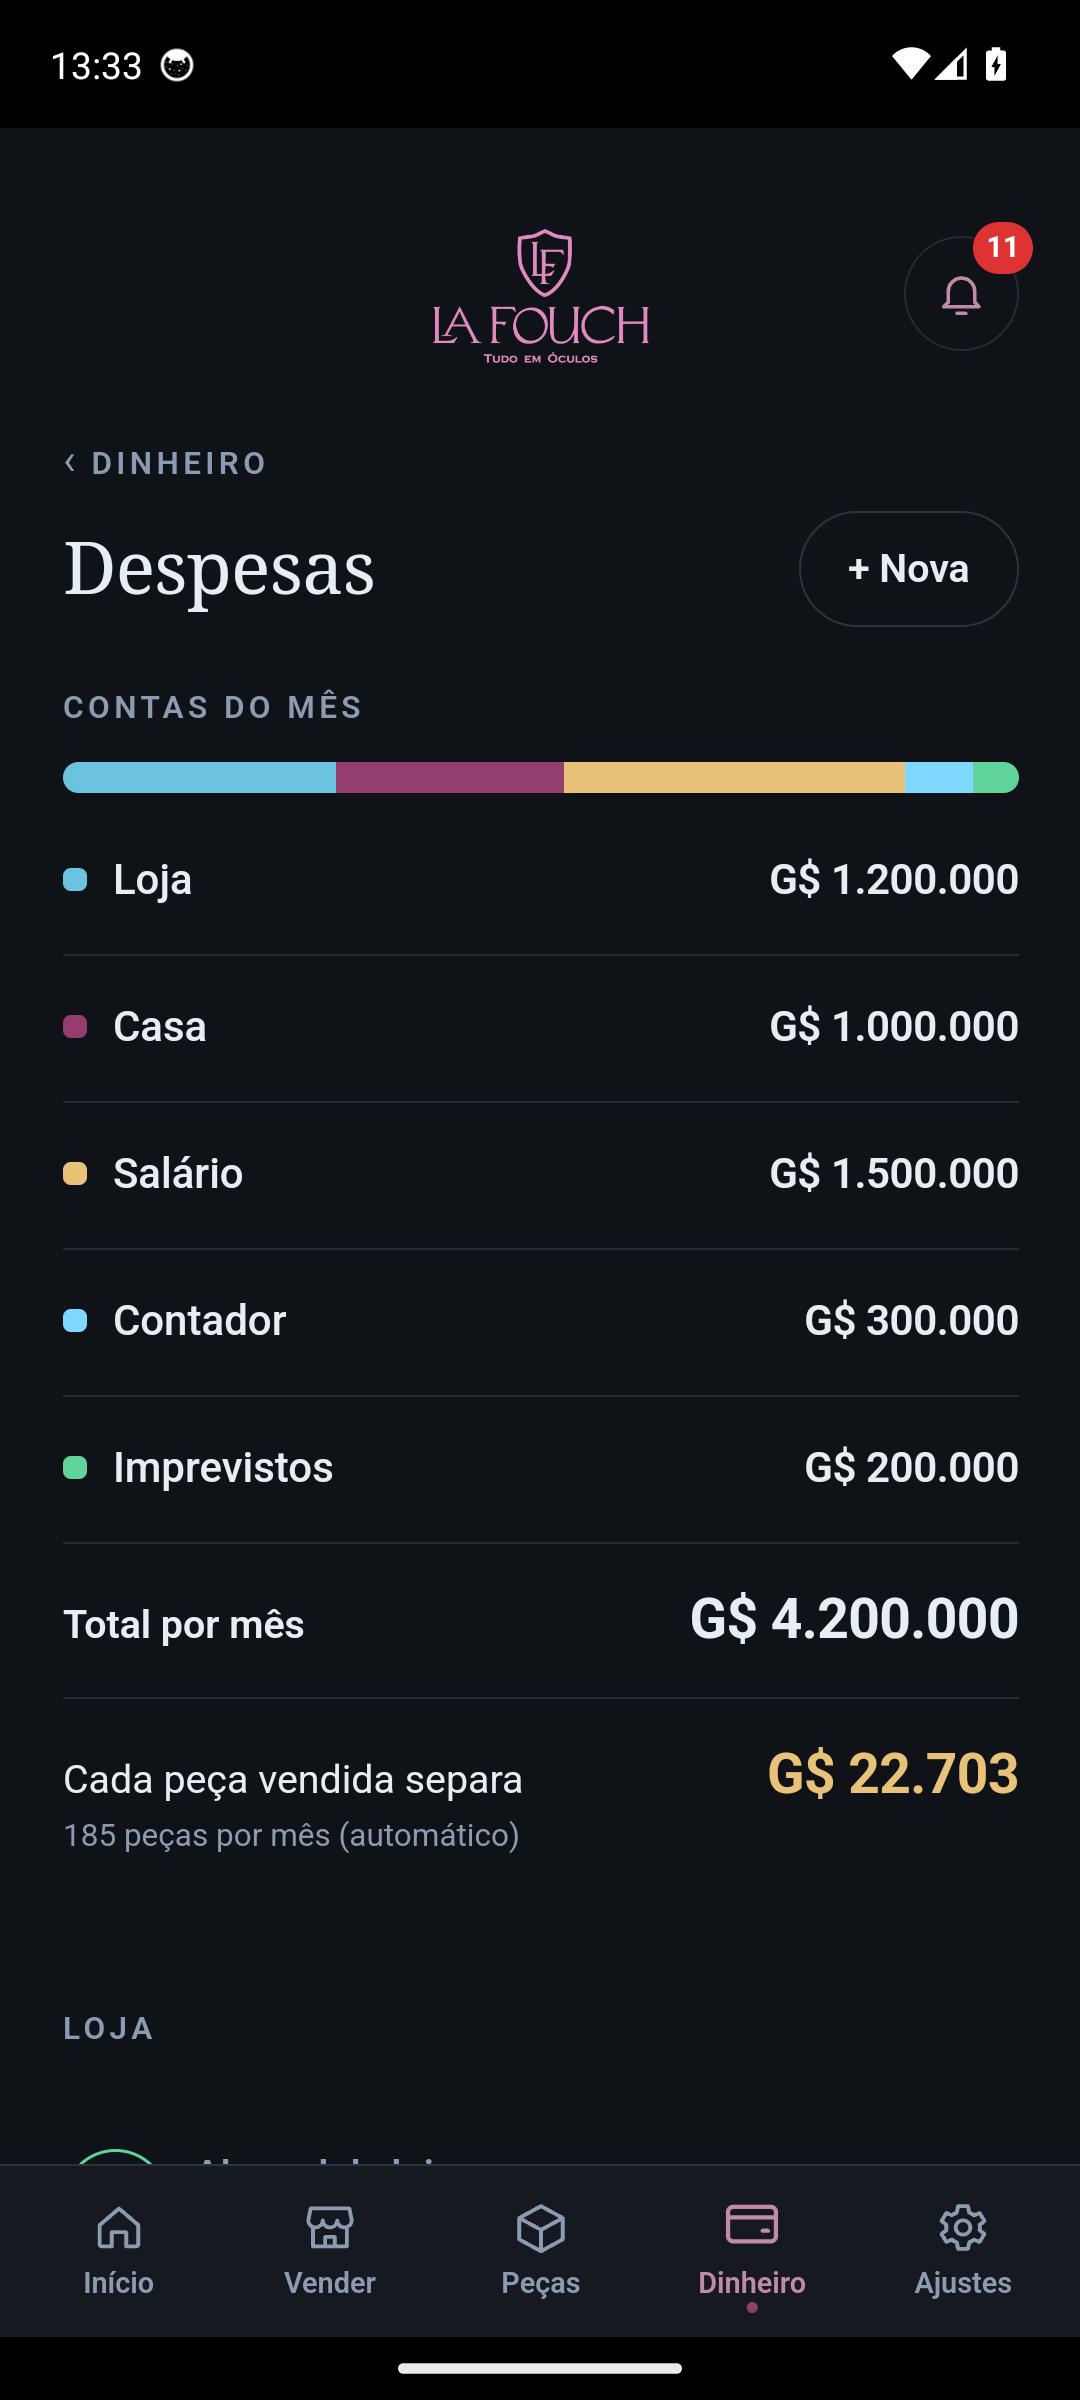 13:33
LF
LA FOUCH
TUDO EM ÓCULOS
11
‹ DINHEIRO
Despesas
+ Nova
CONTAS DO MÊS
Loja G$ 1.200.000
Casa G$ 1.000.000
Salário G$ 1.500.000
Contador G$ 300.000
Imprevistos G$ 200.000
Total por mês G$ 4.200.000
Cada peça vendida separa G$ 22.703
185 peças por mês (automático)
LOJA
Início Vender Peças Dinheiro Ajustes